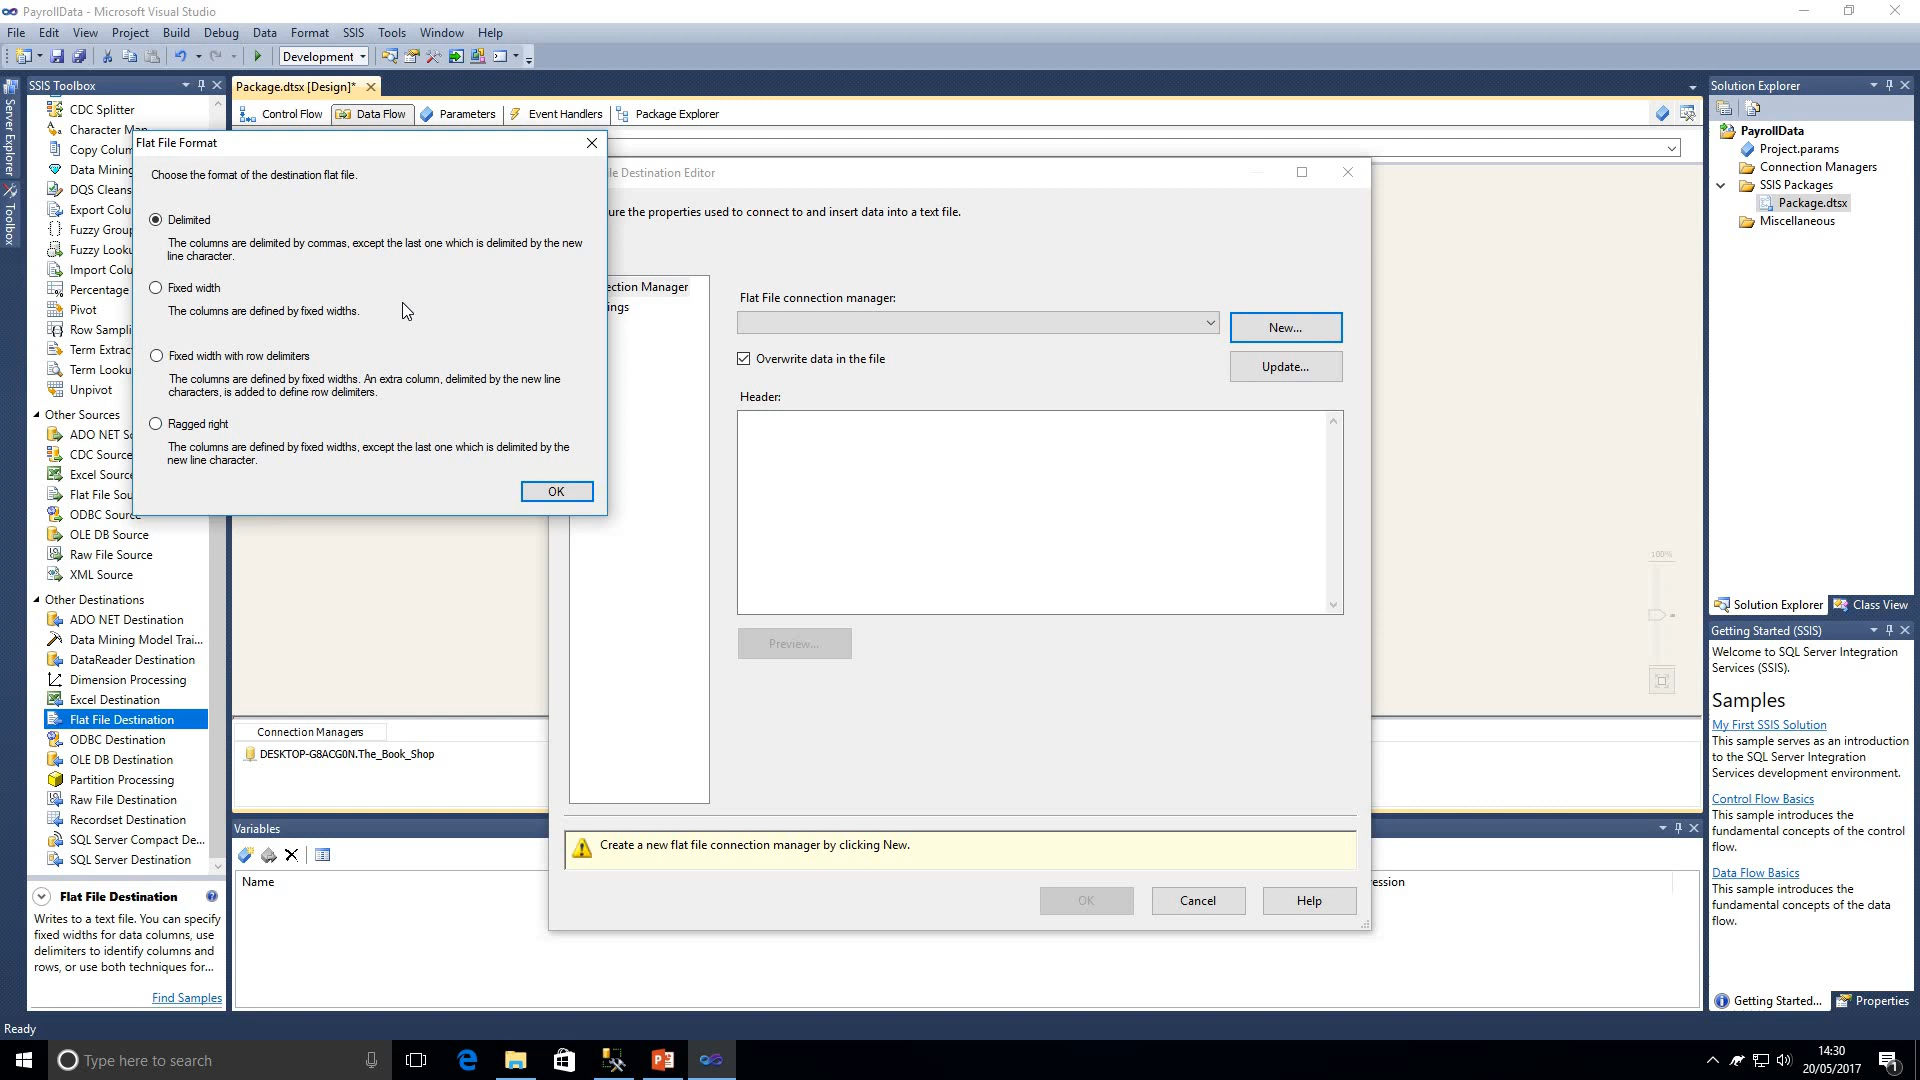 PayrollData - Microsoft Visual Studio
File Edit View Project Build Debug Data Format SSIS Tools Window Help
Development
Server Explorer
Toolbox
SSIS Toolbox
CDC Splitter
Character Map
Copy Colum
Data Mining
DQS Cleans
Export Colu
Fuzzy Group
Fuzzy Looku
Import Colu
Percentage
Pivot
Row Sampli
Term Extrac
Term Looku
Unpivot
Other Sources
ADO NET So
CDC Source
Excel Source
Flat File Sou
ODBC Source
OLE DB Source
Raw File Source
XML Source
Other Destinations
ADO NET Destination
Data Mining Model Trai...
DataReader Destination
Dimension Processing
Excel Destination
Flat File Destination
ODBC Destination
OLE DB Destination
Partition Processing
Raw File Destination
Recordset Destination
SQL Server Compact De...
SQL Server Destination
Flat File Destination
Writes to a text file. You can specify
fixed widths for data columns, use
delimiters to identify columns and
rows, or use both techniques for...
Find Samples
Package.dtsx [Design]*
Control Flow Data Flow Parameters Event Handlers Package Explorer
Flat File Format
Choose the format of the destination flat file.
Delimited
The columns are delimited by commas, except the last one which is delimited by the new
line character.
Fixed width
The columns are defined by fixed widths.
Fixed width with row delimiters
The columns are defined by fixed widths. An extra column, delimited by the new line
characters, is added to define row delimiters.
Ragged right
The columns are defined by fixed widths, except the last one which is delimited by the
new line character.
OK
le Destination Editor
ure the properties used to connect to and insert data into a text file.
ection Manager
ings
Flat File connection manager:
New...
Overwrite data in the file
Update...
Header:
Preview...
Create a new flat file connection manager by clicking New.
OK Cancel Help
100%
Connection Managers
DESKTOP-G8ACG0N.The_Book_Shop
Variables
Name
ession
Solution Explorer
PayrollData
Project.params
Connection Managers
SSIS Packages
Package.dtsx
Miscellaneous
Solution Explorer Class View
Getting Started (SSIS)
Welcome to SQL Server Integration
Services (SSIS).
Samples
My First SSIS Solution
This sample serves as an introduction
to the SQL Server Integration
Services development environment.
Control Flow Basics
This sample introduces the
fundamental concepts of the control
flow.
Data Flow Basics
This sample introduces the
fundamental concepts of the data
flow.
Getting Started... Properties
Ready
Type here to search
14:30
20/05/2017
1